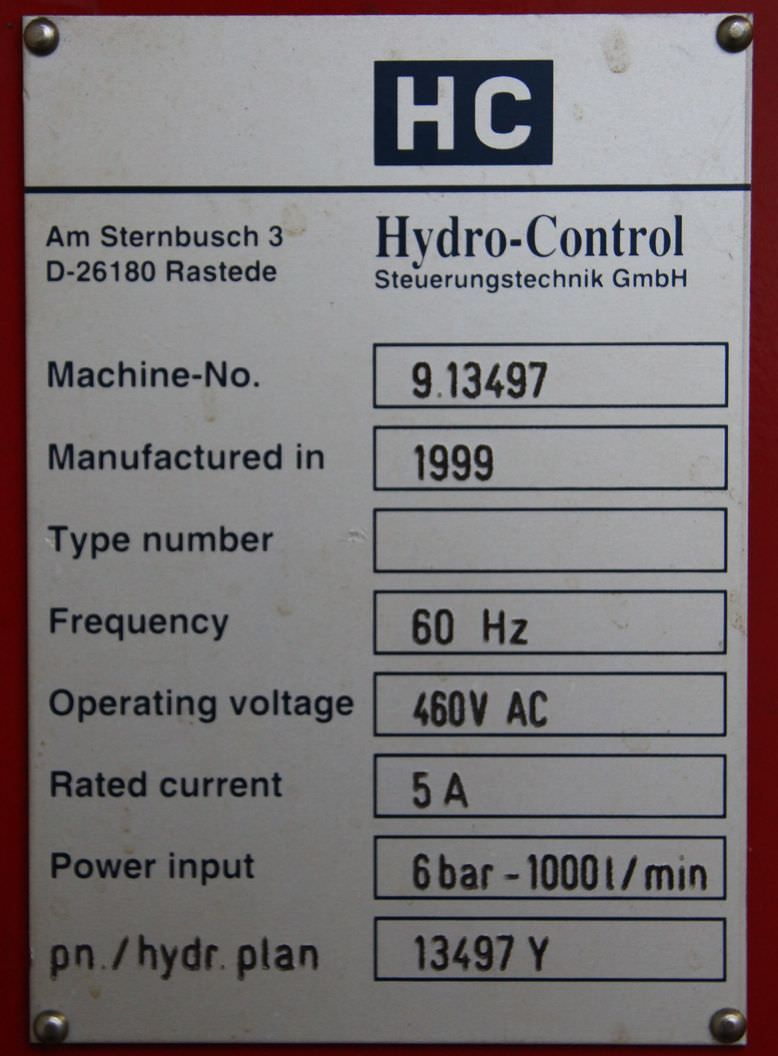 HC
Am Sternbusch 3
D-26180 Rastede
Hydro-Control
Steuerungstechnik GmbH
Machine-No. 9.13497
Manufactured in 1999
Type number
Frequency 60 Hz
Operating voltage 460V AC
Rated current 5 A
Power input 6 bar - 1000 l/min
pn./hydr. plan 13497 Y